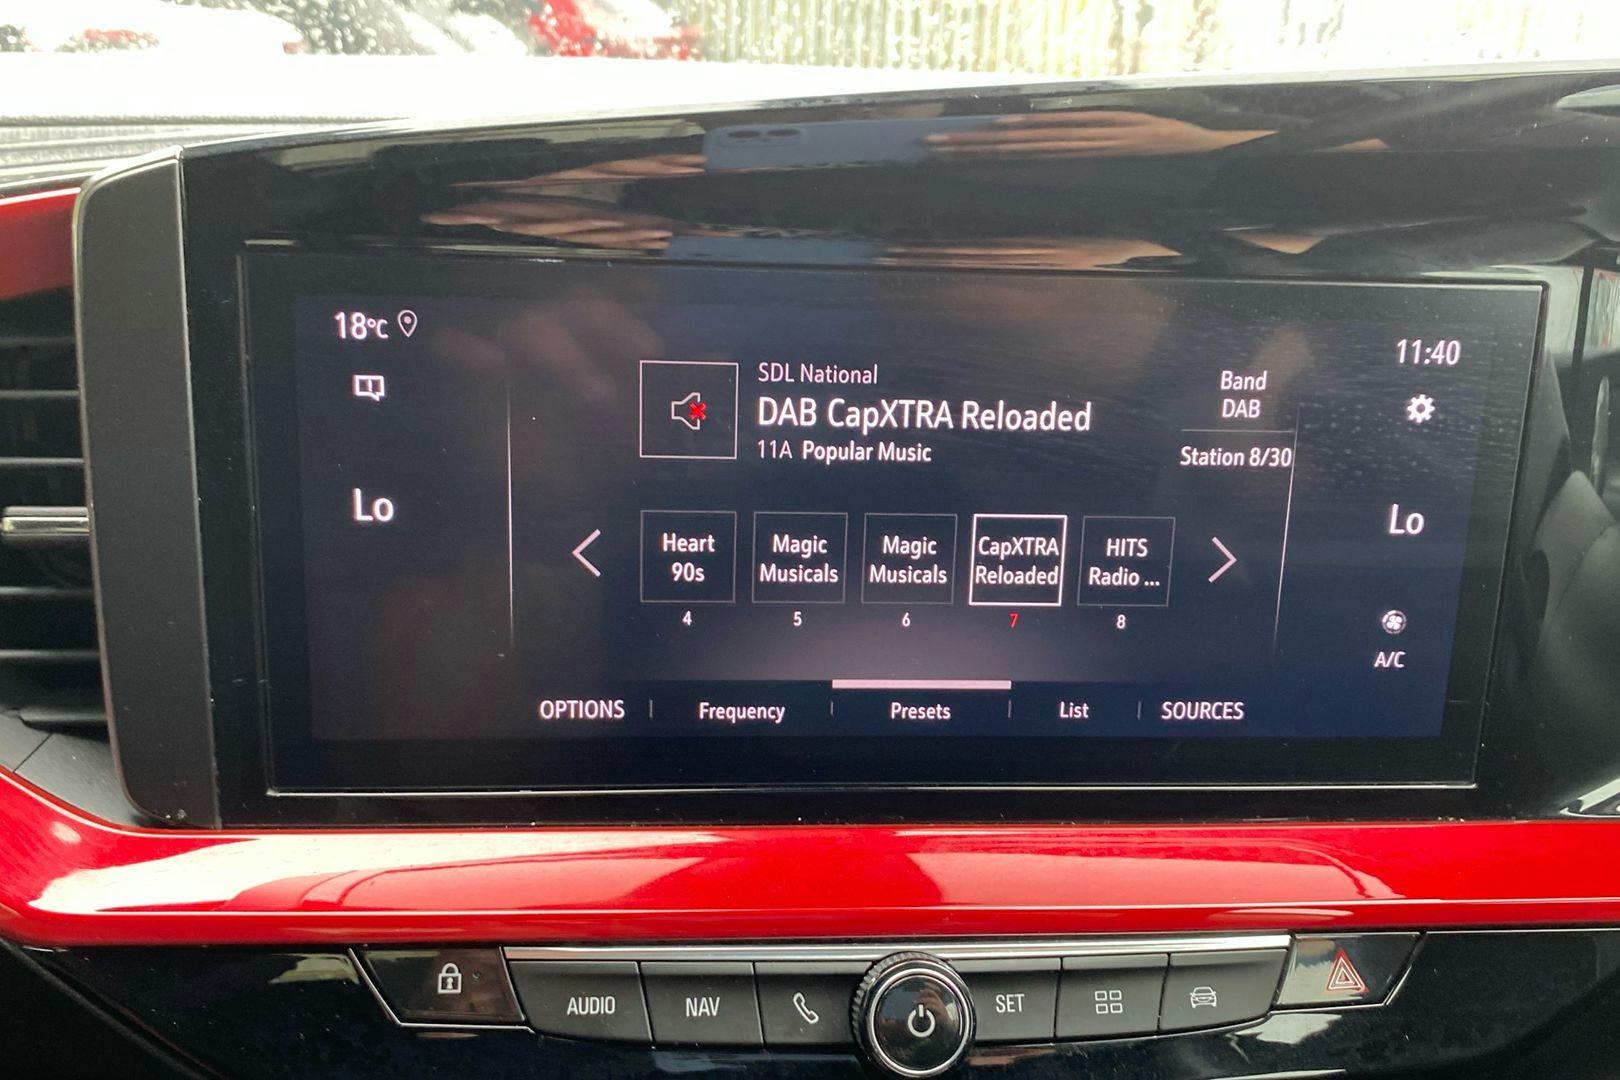 18°C
11:40
SDL National
DAB CapXTRA Reloaded
11A Popular Music
Band
DAB
Station 8/30
Lo
Lo
Heart
90s
4
Magic
Musicals
5
Magic
Musicals
6
CapXTRA
Reloaded
7
HITS
Radio ...
8
A/C
OPTIONS
Frequency
Presets
List
SOURCES
AUDIO
NAV
SET